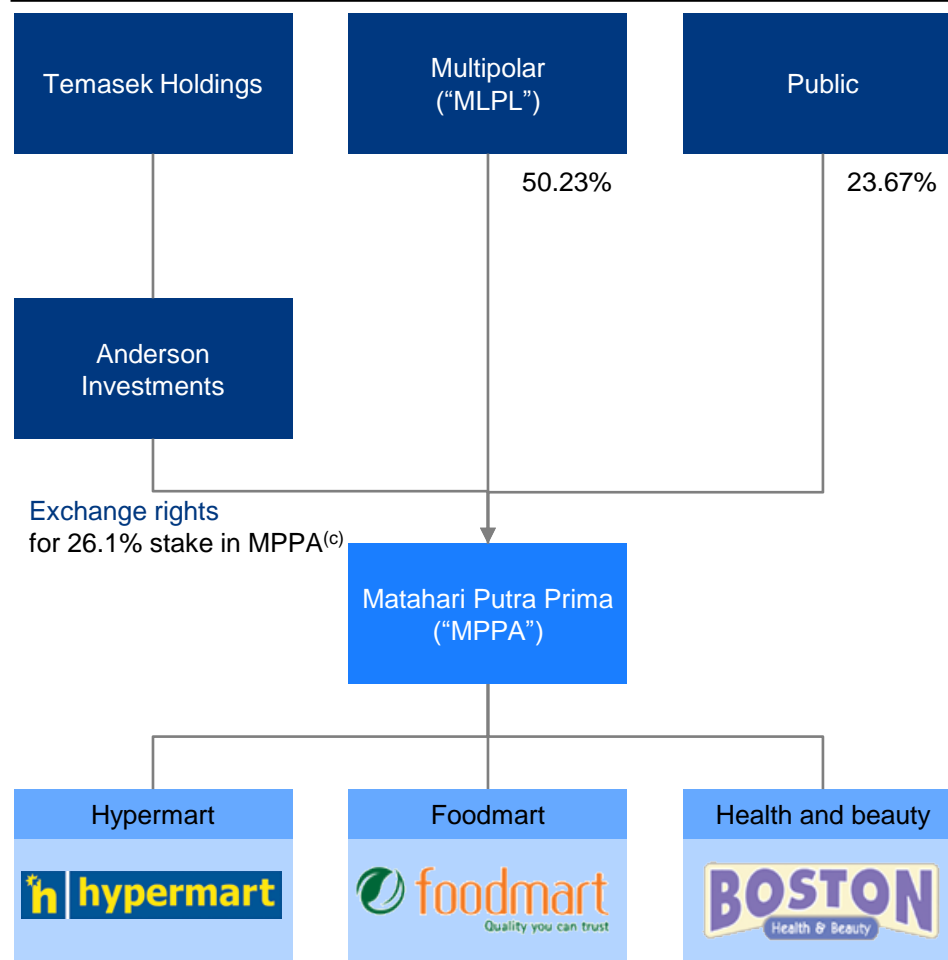 Temasek Holdings
Multipolar
(“MLPL”)
Public
50.23%
23.67%
Anderson
Investments
Exchange rights
for 26.1% stake in MPPA(c)
Matahari Putra Prima
(“MPPA”)
Hypermart
Foodmart
Health and beauty
h hypermart
foodmart
Quality you can trust
BOSTON
Health & Beauty